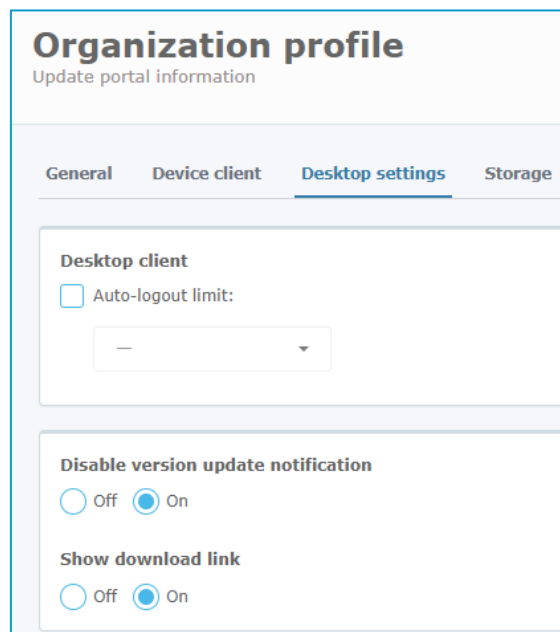 Organization profile
Update portal information
General Device client Desktop settings Storage
Desktop client
Auto-logout limit:
—
Disable version update notification
Off On
Show download link
Off On